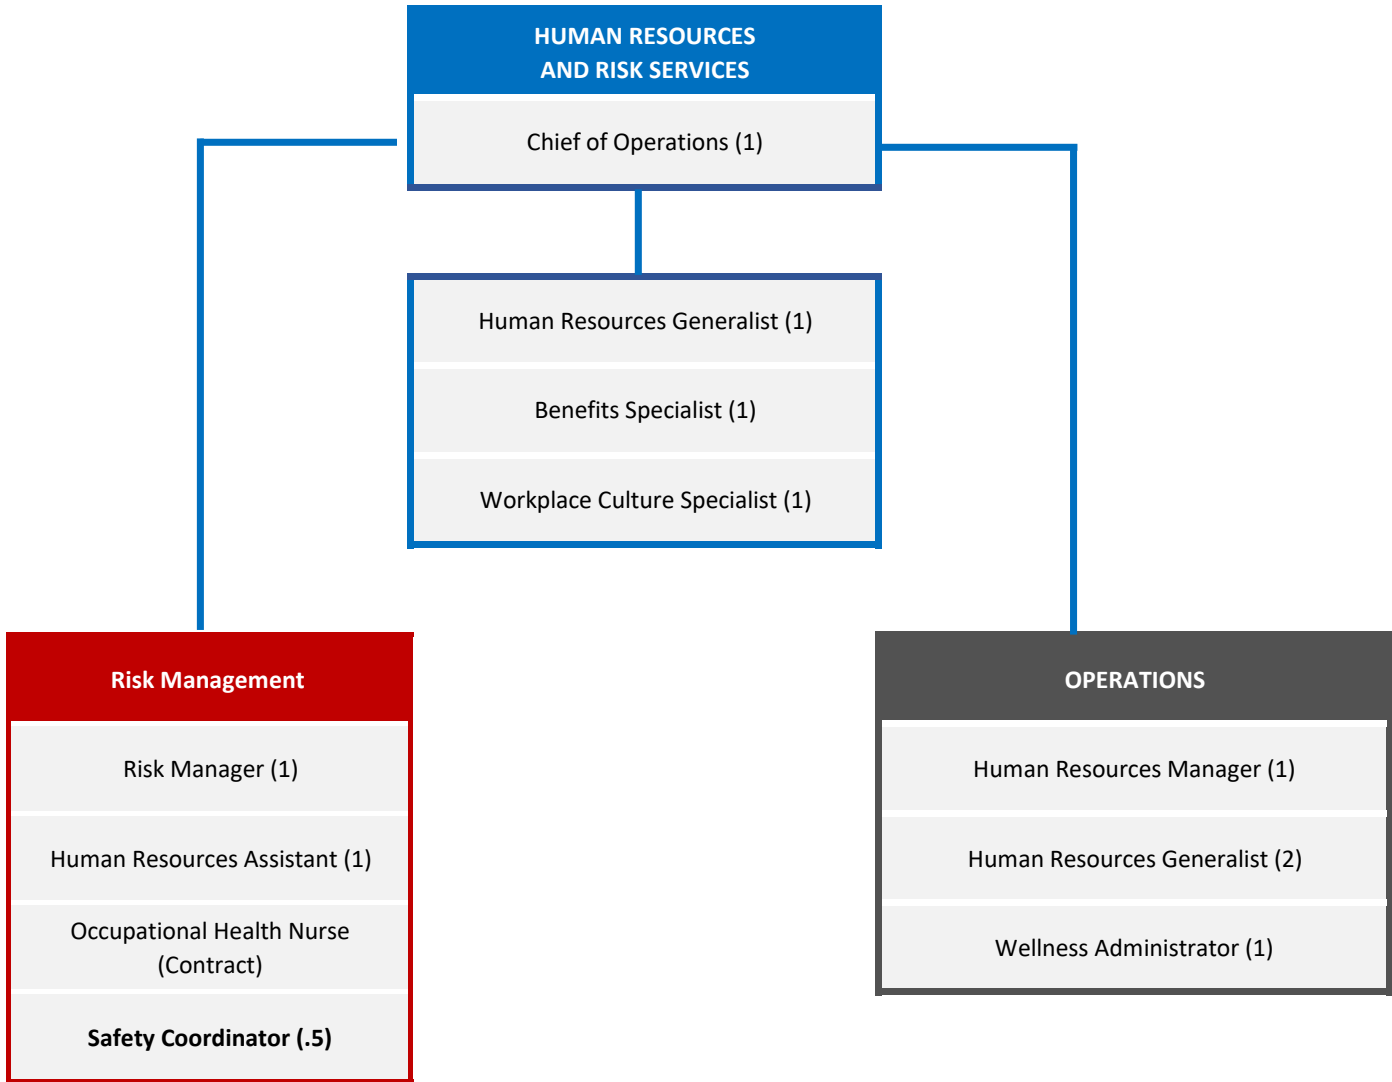 HUMAN RESOURCES
AND RISK SERVICES
Chief of Operations (1)
Human Resources Generalist (1)
Benefits Specialist (1)
Workplace Culture Specialist (1)
Risk Management
Risk Manager (1)
Human Resources Assistant (1)
Occupational Health Nurse
(Contract)
Safety Coordinator (.5)
OPERATIONS
Human Resources Manager (1)
Human Resources Generalist (2)
Wellness Administrator (1)